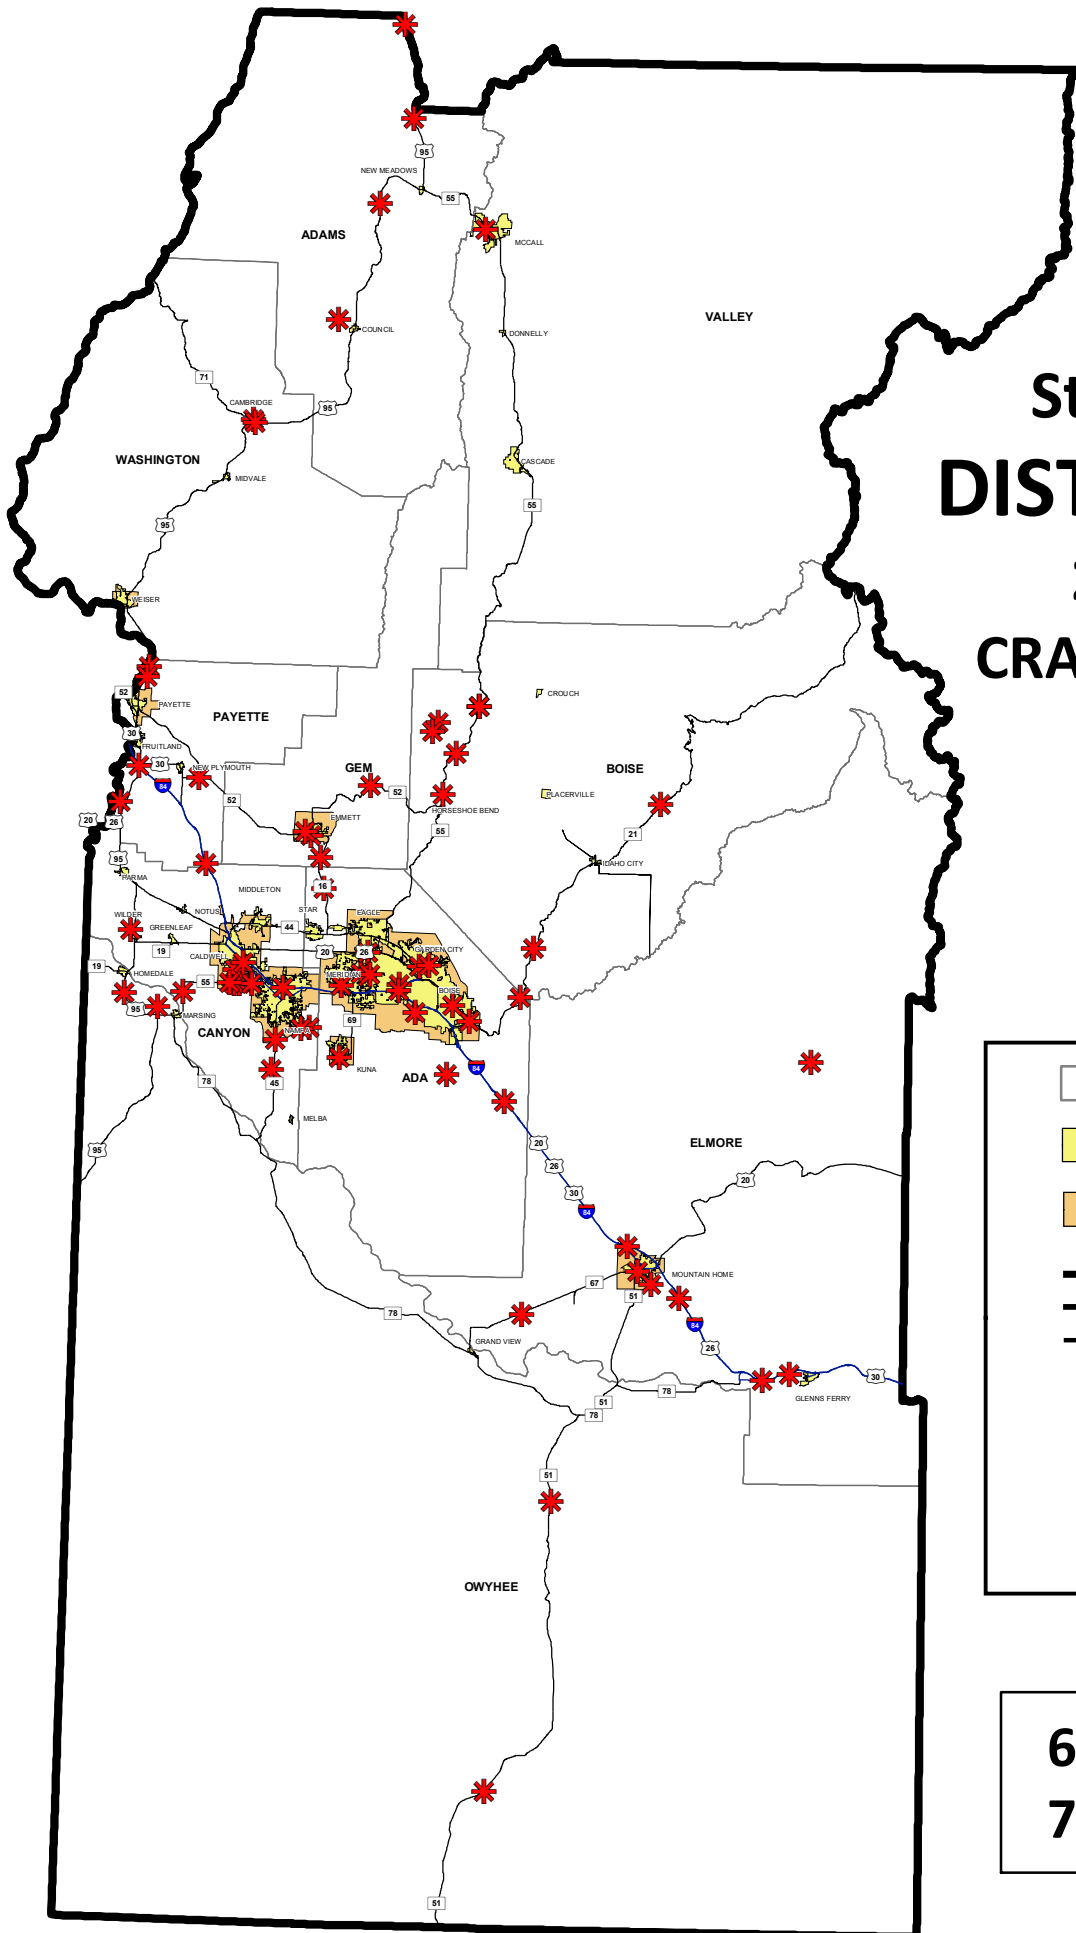 95
NEW MEADOWS
55
ADAMS
MCCALL
VALLEY
COUNCIL
DONNELLY
71
St
CAMBRIDGE
95
WASHINGTON
CASCADE
DIST
MIDVALE
55
95
WEISER
CRA
52
CROUCH
PAYETTE
PAYETTE
30
FRUITLAND
30
NEW PLYMOUTH
GEM
BOISE
84
52
52
PLACERVILLE
HORSESHOE BEND
20
26
EMMETT
55
21
95
IDAHO CITY
PARMA
MIDDLETON
16
NOTUS
STAR
EAGLE
WILDER
GREENLEAF
44
19
20
26
GARDEN CITY
CALDWELL
19
HOMEDALE
MERIDIAN
55
BOISE
95
MARSING
69
CANYON
NAMPA
KUNA
84
78
45
ADA
MELBA
20
ELMORE
95
26
20
30
84
MOUNTAIN HOME
67
51
78
84
GRAND VIEW
26
30
78
GLENNS FERRY
51
78
51
OWYHEE
6
7
51